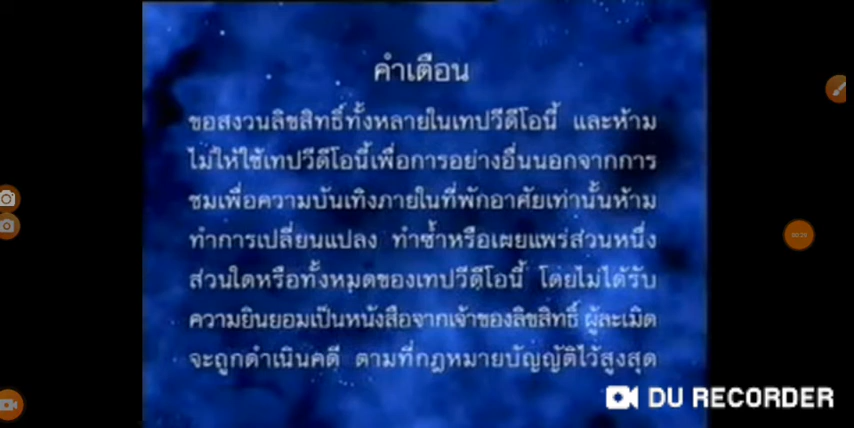 คำเตือน
ขอสงวนลิขสิทธิ์ทั้งหลายในเทปวีดีโอนี้ และห้าม
ไม่ให้ใช้เทปวีดีโอนี้เพื่อการอย่างอื่นนอกจากการ
ชมเพื่อความบันเทิงภายในที่พักอาศัยเท่านั้นห้าม
ทำการเปลี่ยนแปลง ทำซ้ำหรือเผยแพร่ส่วนหนึ่ง
ส่วนใดหรือทั้งหมดของเทปวีดีโอนี้ โดยไม่ได้รับ
ความยินยอมเป็นหนังสือจากเจ้าของลิขสิทธิ์ ผู้ละเมิด
จะถูกดำเนินคดี ตามที่กฎหมายบัญญัติไว้สูงสุด
DU RECORDER